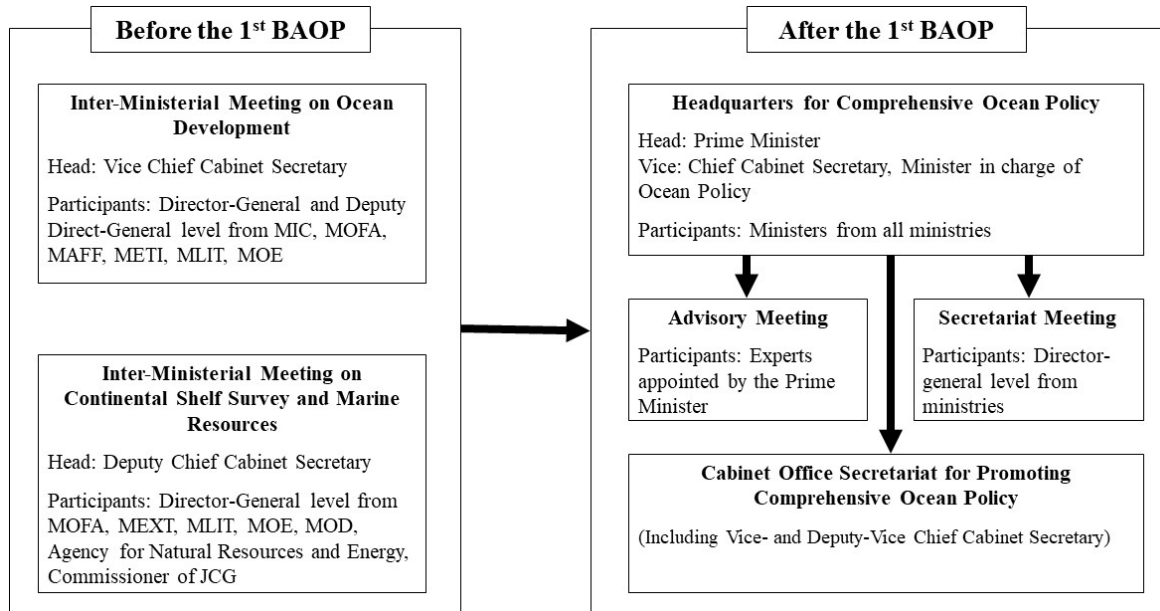 Before the 1st BAOP
Inter-Ministerial Meeting on Ocean
Development
Head: Vice Chief Cabinet Secretary
Participants: Director-General and Deputy
Direct-General level from MIC, MOFA,
MAFF, METI, MLIT, MOE
Inter-Ministerial Meeting on
Continental Shelf Survey and Marine
Resources
Head: Deputy Chief Cabinet Secretary
Participants: Director-General level from
MOFA, MEXT, MLIT, MOE, MOD,
Agency for Natural Resources and Energy,
Commissioner of JCG
After the 1st BAOP
Headquarters for Comprehensive Ocean Policy
Head: Prime Minister
Vice: Chief Cabinet Secretary, Minister in charge of
Ocean Policy
Participants: Ministers from all ministries
Advisory Meeting
Participants: Experts
appointed by the Prime
Minister
Secretariat Meeting
Participants: Director-
general level from
ministries
Cabinet Office Secretariat for Promoting
Comprehensive Ocean Policy
(Including Vice- and Deputy-Vice Chief Cabinet Secretary)